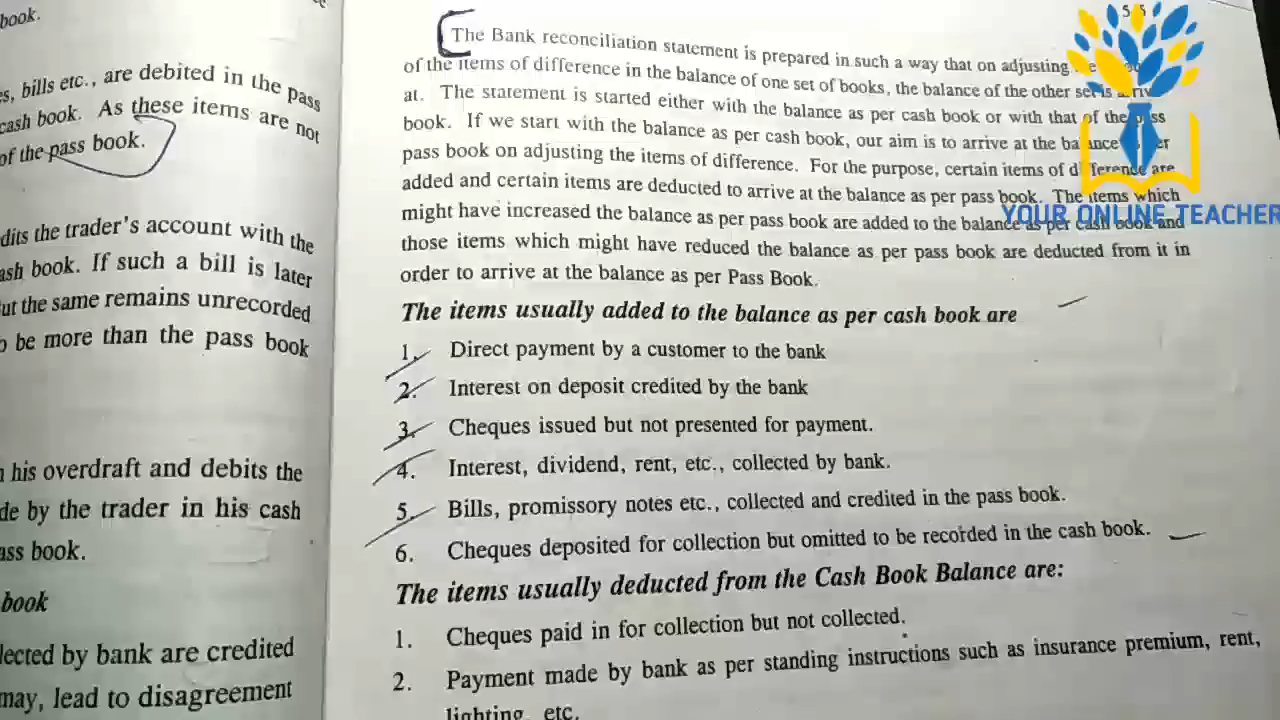 book.
es, bills etc., are debited in the pass
cash book. As these items are not
of the pass book.
dits the trader's account with the
ash book. If such a bill is later
ut the same remains unrecorded
o be more than the pass book
n his overdraft and debits the
de by the trader in his cash
ass book.
book
lected by bank are credited
may, lead to disagreement
The Bank reconciliation statement is prepared in such a way that on adjusting
of the items of difference in the balance of one set of books, the balance of the other set is
at. The statement is started either with the balance as per cash book or with that of the pass
book. If we start with the balance as per cash book, our aim is to arrive at the balance
pass book on adjusting the items of difference. For the purpose, certain items of difference are
added and certain items are deducted to arrive at the balance as per pass book. The items which
might have increased the balance as per pass book are added to the balance as per cash book and
those items which might have reduced the balance as per pass book are deducted from it in
order to arrive at the balance as per Pass Book.
The items usually added to the balance as per cash book are
1. Direct payment by a customer to the bank
2. Interest on deposit credited by the bank
3. Cheques issued but not presented for payment.
4. Interest, dividend, rent, etc., collected by bank.
5. Bills, promissory notes etc., collected and credited in the pass book.
6. Cheques deposited for collection but omitted to be recorded in the cash book.
The items usually deducted from the Cash Book Balance are:
1. Cheques paid in for collection but not collected.
2. Payment made by bank as per standing instructions such as insurance premium, rent,
lighting, etc.
YOUR ONLINE TEACHER